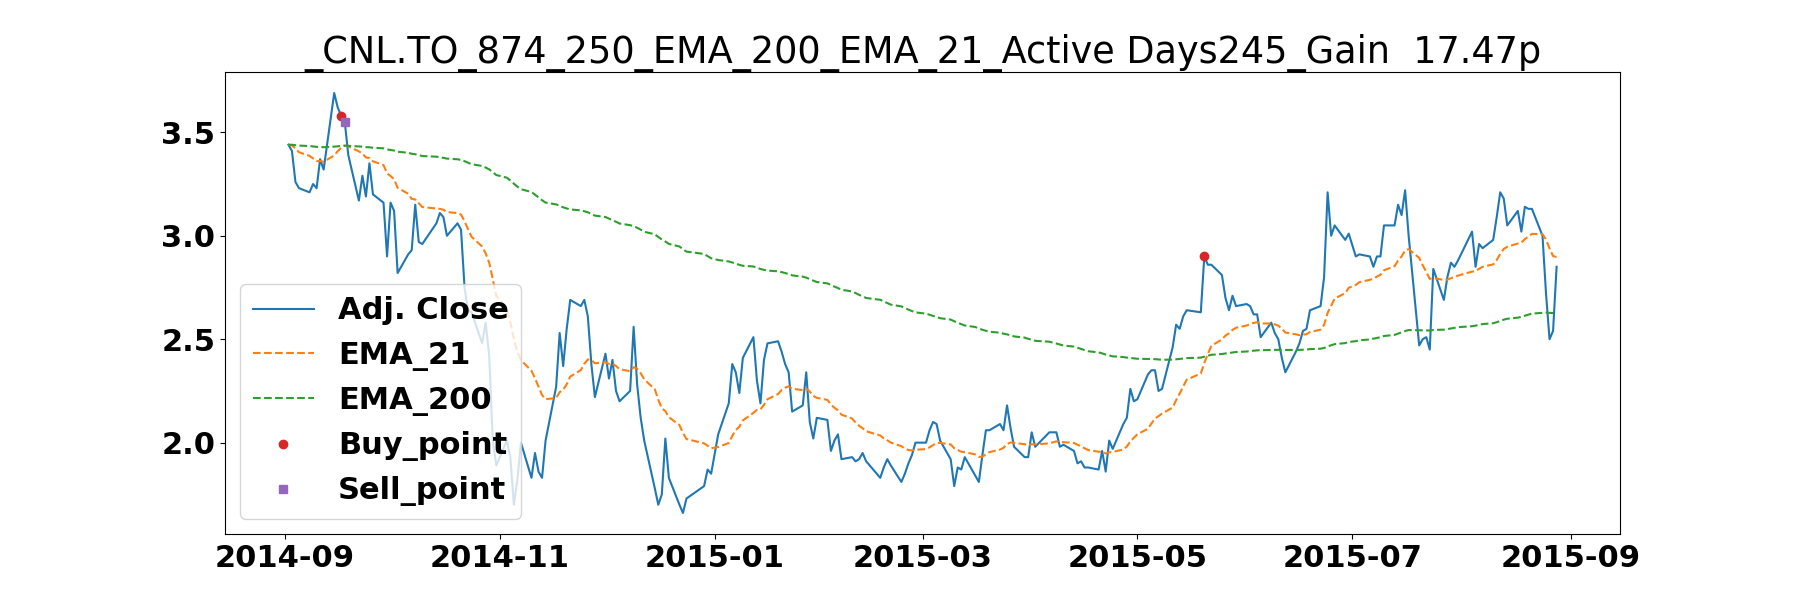 _CNL.TO_874_250_EMA_200_EMA_21_Active Days245_Gain  17.47p
3.5
3.0
2.5
2.0
Adj. Close
EMA_21
EMA_200
Buy_point
Sell_point
2014-09 2014-11 2015-01 2015-03 2015-05 2015-07 2015-09